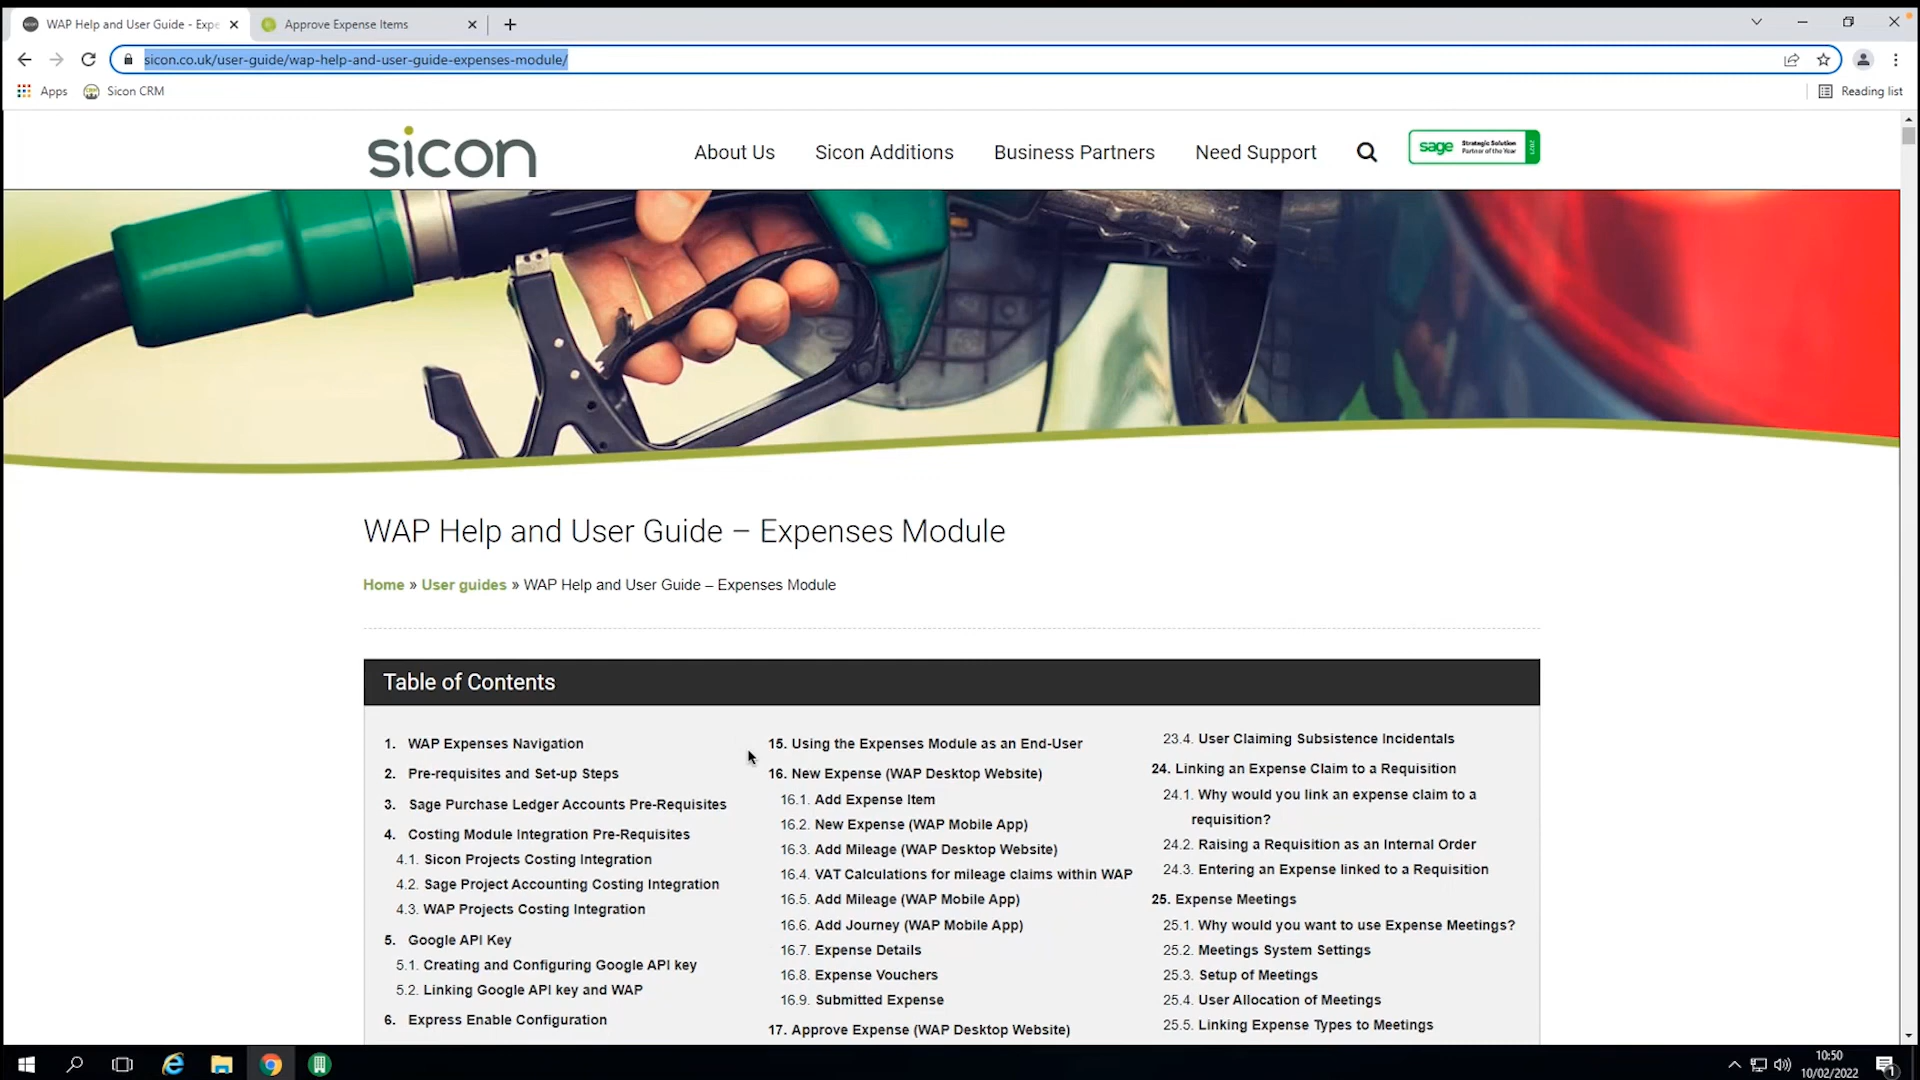 WAP Help and User Guide - Expe
Approve Expense Items
sicon.co.uk/user-guide/wap-help-and-user-guide-expenses-module/
Apps
Sicon CRM
Reading list
sicon
About Us
Sicon Additions
Business Partners
Need Support
sage
Strategic Solution
Partner of the Year
2021
WAP Help and User Guide – Expenses Module
Home » User guides » WAP Help and User Guide – Expenses Module
Table of Contents
1. WAP Expenses Navigation
2. Pre-requisites and Set-up Steps
3. Sage Purchase Ledger Accounts Pre-Requisites
4. Costing Module Integration Pre-Requisites
4.1. Sicon Projects Costing Integration
4.2. Sage Project Accounting Costing Integration
4.3. WAP Projects Costing Integration
5. Google API Key
5.1. Creating and Configuring Google API key
5.2. Linking Google API key and WAP
6. Express Enable Configuration
15. Using the Expenses Module as an End-User
16. New Expense (WAP Desktop Website)
16.1. Add Expense Item
16.2. New Expense (WAP Mobile App)
16.3. Add Mileage (WAP Desktop Website)
16.4. VAT Calculations for mileage claims within WAP
16.5. Add Mileage (WAP Mobile App)
16.6. Add Journey (WAP Mobile App)
16.7. Expense Details
16.8. Expense Vouchers
16.9. Submitted Expense
17. Approve Expense (WAP Desktop Website)
23.4. User Claiming Subsistence Incidentals
24. Linking an Expense Claim to a Requisition
24.1. Why would you link an expense claim to a
requisition?
24.2. Raising a Requisition as an Internal Order
24.3. Entering an Expense linked to a Requisition
25. Expense Meetings
25.1. Why would you want to use Expense Meetings?
25.2. Meetings System Settings
25.3. Setup of Meetings
25.4. User Allocation of Meetings
25.5. Linking Expense Types to Meetings
10:50
10/02/2022
1